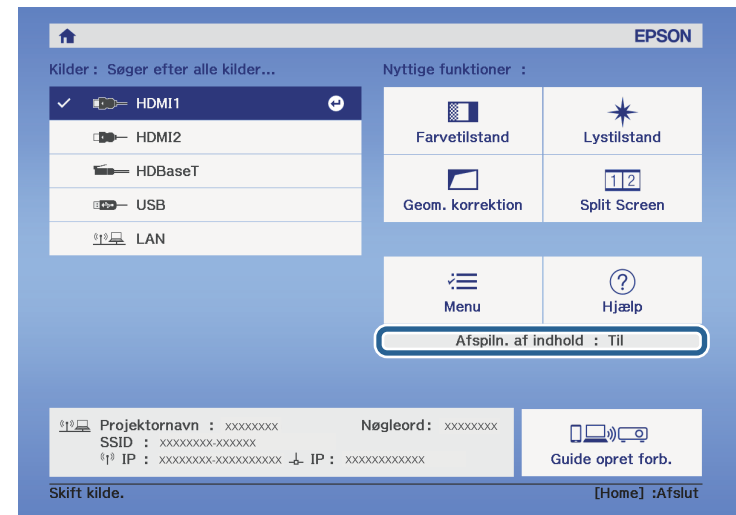 EPSON
Kilder : Søger efter alle kilder...
HDMI1
HDMI2
HDBaseT
USB
LAN
Nyttige funktioner :
Farvetilstand
Lystilstand
Geom. korrektion
1 2
Split Screen
Menu
? Hjælp
Afspiln. af indhold : Til
Projektornavn : xxxxxxxx Nøgleord: xxxxxxxx
SSID : xxxxxxxx-xxxxxx
IP : xxxxxxxx-xxxxxxxxxx IP : xxxxxxxxxxxx
Guide opret forb.
Skift kilde. [Home] :Afslut